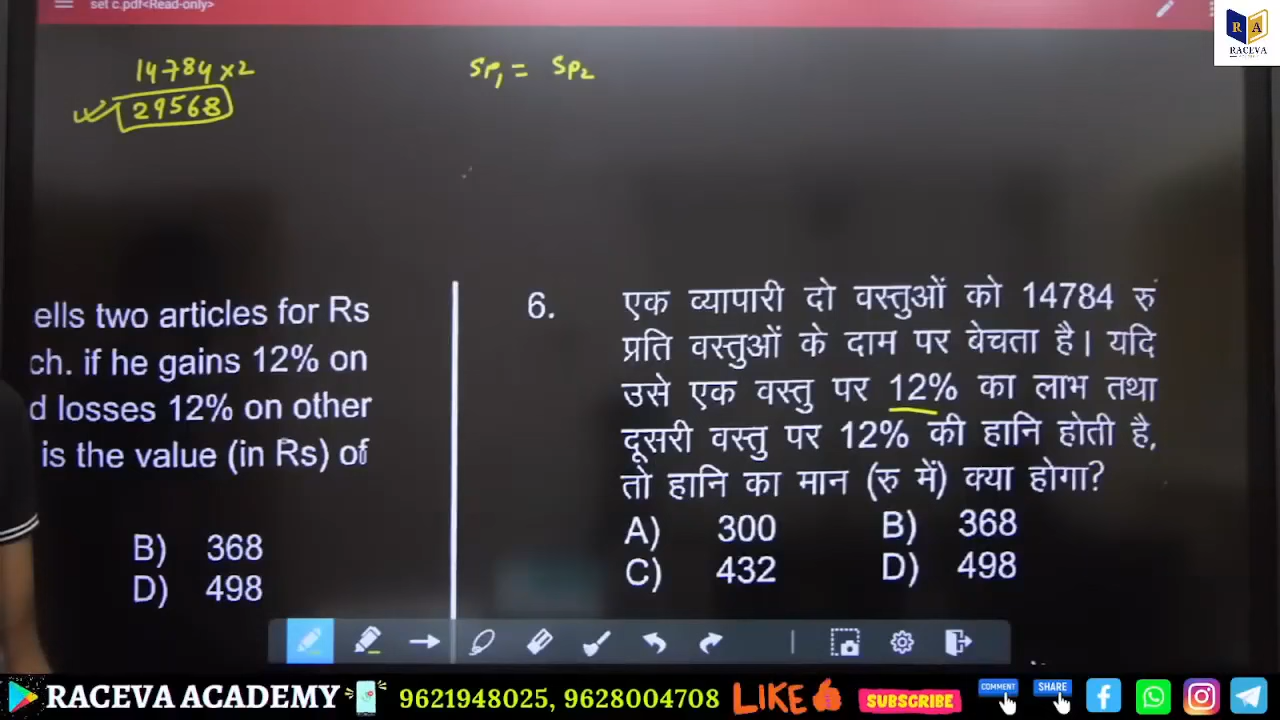 set c.pdf<Read-only>
R A
RACEVA
14784 x 2
29568
SP₁ = SP₂
ells two articles for Rs
ch. if he gains 12% on
d losses 12% on other
is the value (in Rs) of
B) 368
D) 498
6. एक व्यापारी दो वस्तुओं को 14784 रु
प्रति वस्तुओं के दाम पर बेचता है। यदि
उसे एक वस्तु पर 12% का लाभ तथा
दूसरी वस्तु पर 12% की हानि होती है,
तो हानि का मान (रु में) क्या होगा?
A) 300 B) 368
C) 432 D) 498
RACEVA ACADEMY 9621948025, 9628004708 LIKE SUBSCRIBE COMMENT SHARE